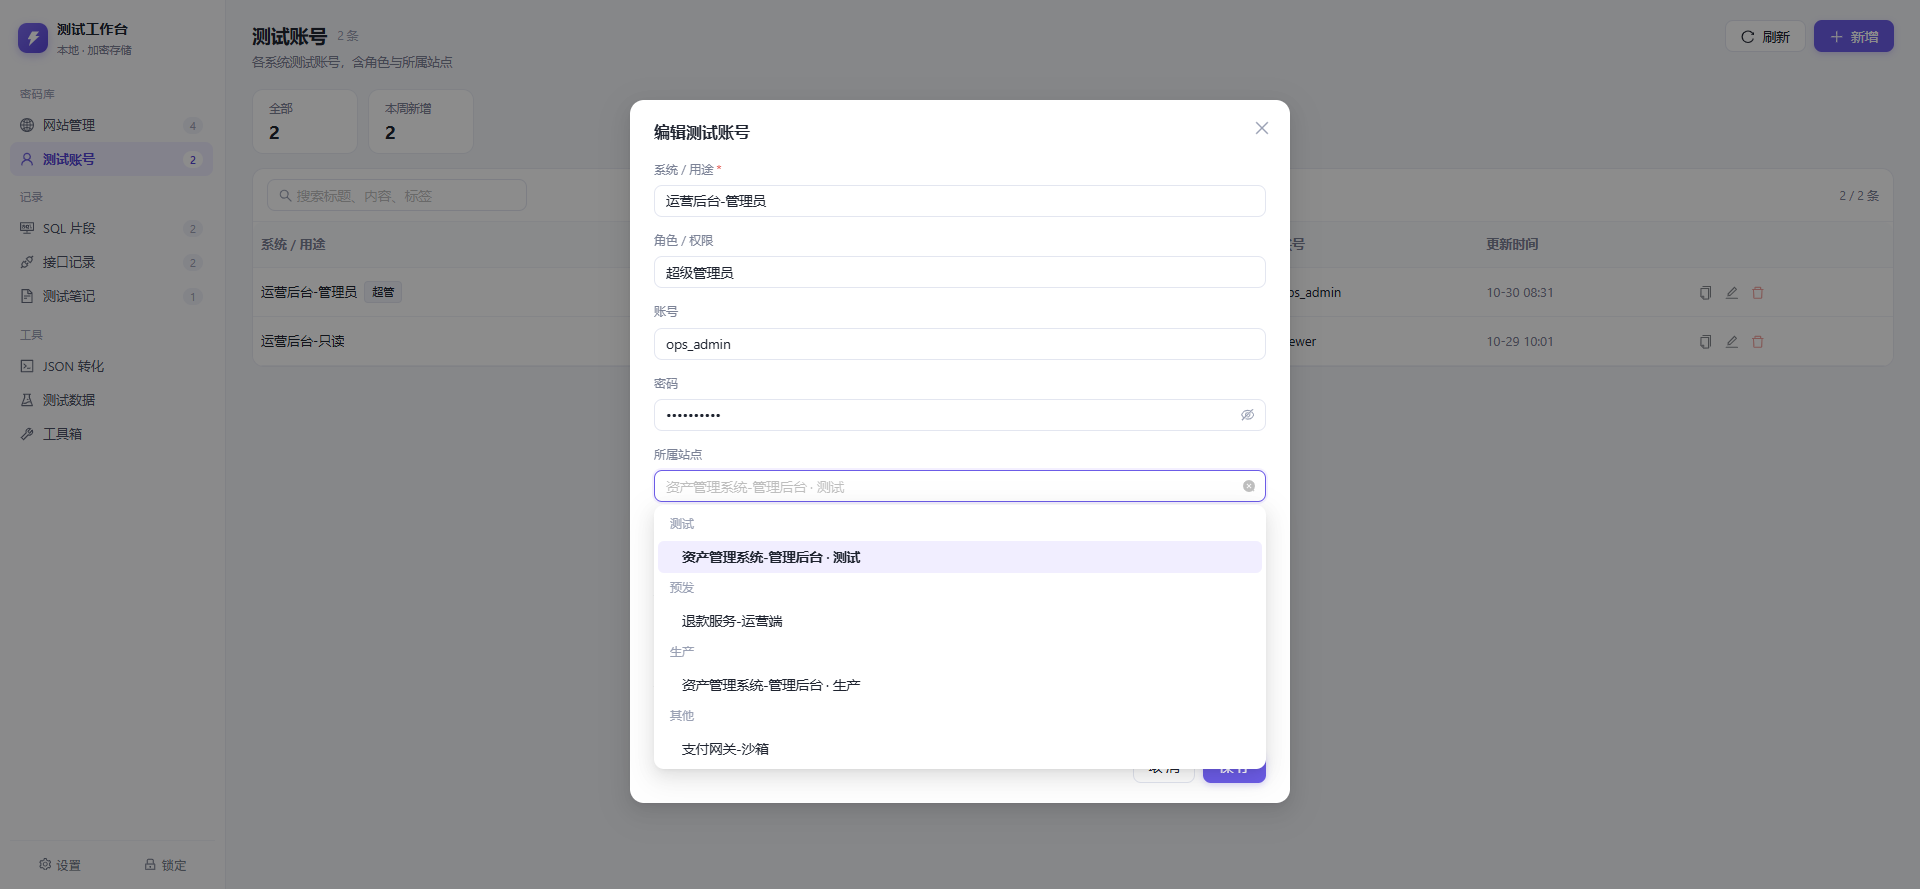 测试工作台
本地 · 加密存储
密码库
网站管理 4
测试账号 2
记录
SQL 片段 2
接口记录 2
测试笔记 1
工具
JSON 转化
测试数据
工具箱
设置 锁定
测试账号 2 条
各系统测试账号，含角色与所属站点
刷新 新增
全部
2
本周新增
2
搜索标题、内容、标签
2 / 2 条
系统 / 用途 号 更新时间
运营后台-管理员 超管 ps_admin 10-30 08:31
运营后台-只读 ewer 10-29 10:01
编辑测试账号
系统 / 用途 *
运营后台-管理员
角色 / 权限
超级管理员
账号
ops_admin
密码
••••••••••
所属站点
资产管理系统-管理后台 · 测试
测试
资产管理系统-管理后台 · 测试
预发
退款服务-运营端
生产
资产管理系统-管理后台 · 生产
其他
支付网关-沙箱
取消 保存